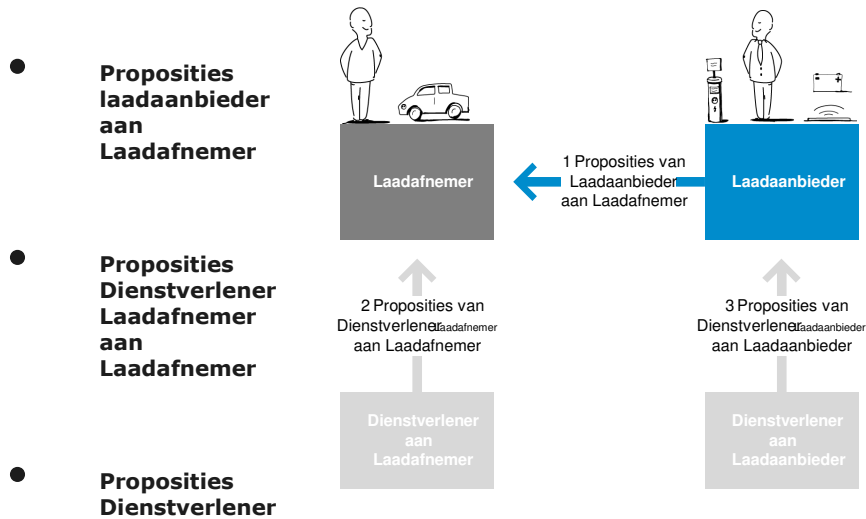 Proposities
laadaanbieder
aan
Laadafnemer
Proposities
Dienstverlener
Laadafnemer
aan
Laadafnemer
Proposities
Dienstverlener
Laadafnemer
1 Proposities van
Laadaanbieder
aan Laadafnemer
Laadaanbieder
2 Proposities van
Dienstverlener Laadafnemer
aan Laadafnemer
3 Proposities van
Dienstverlener Laadaanbieder
aan Laadaanbieder
Dienstverlener
aan
Laadafnemer
Dienstverlener
aan
Laadaanbieder